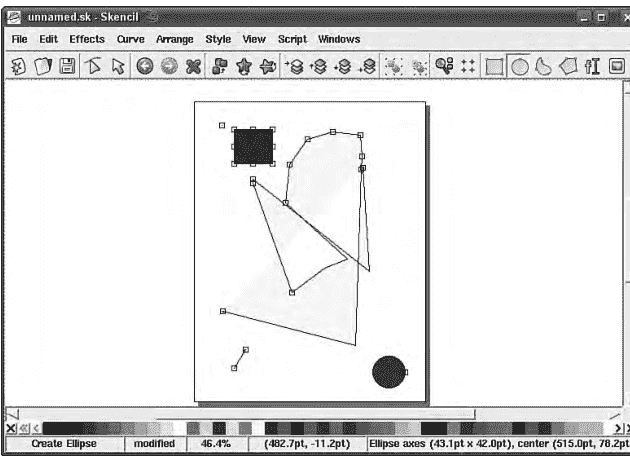 unnamed.sk - Skencil
File Edit Effects Curve Arrange Style View Script Windows
Create Ellipse modified 46.4% (482.7pt, -11.2pt) Ellipse axes (43.1pt x 42.0pt), center (515.0pt, 78.2pt